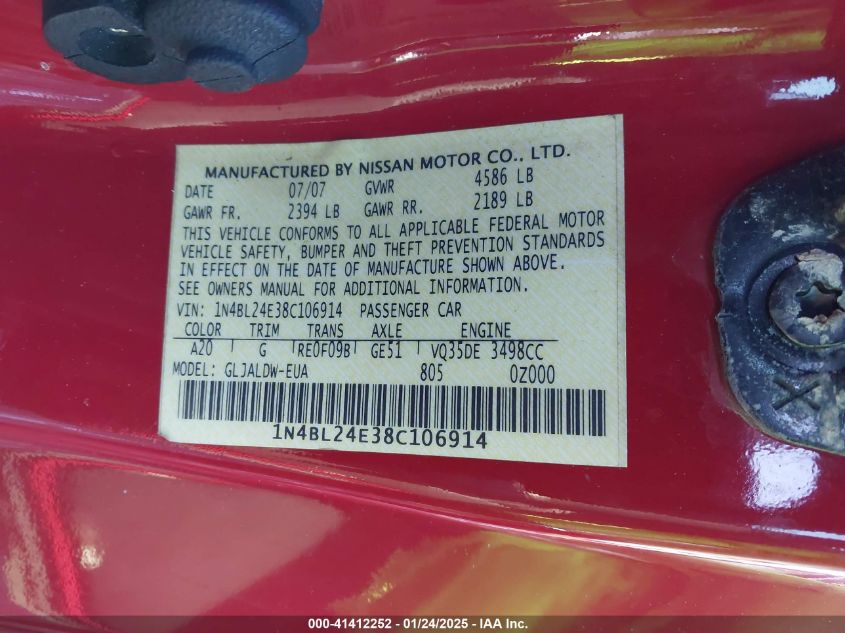 MANUFACTURED BY NISSAN MOTOR CO., LTD.
DATE 07/07 GVWR 4586 LB
GAWR FR. 2394 LB GAWR RR. 2189 LB
THIS VEHICLE CONFORMS TO ALL APPLICABLE FEDERAL MOTOR
VEHICLE SAFETY, BUMPER AND THEFT PREVENTION STANDARDS
IN EFFECT ON THE DATE OF MANUFACTURE SHOWN ABOVE.
SEE OWNERS MANUAL FOR ADDITIONAL INFORMATION.
VIN: 1N4BL24E38C106914 PASSENGER CAR
COLOR TRIM TRANS AXLE ENGINE
A20 G RE0F09B GE51 VQ35DE 3498CC
MODEL: GLJALDW-EUA 805 0Z000
1N4BL24E38C106914
000-41412252 - 01/24/2025 - IAA Inc.